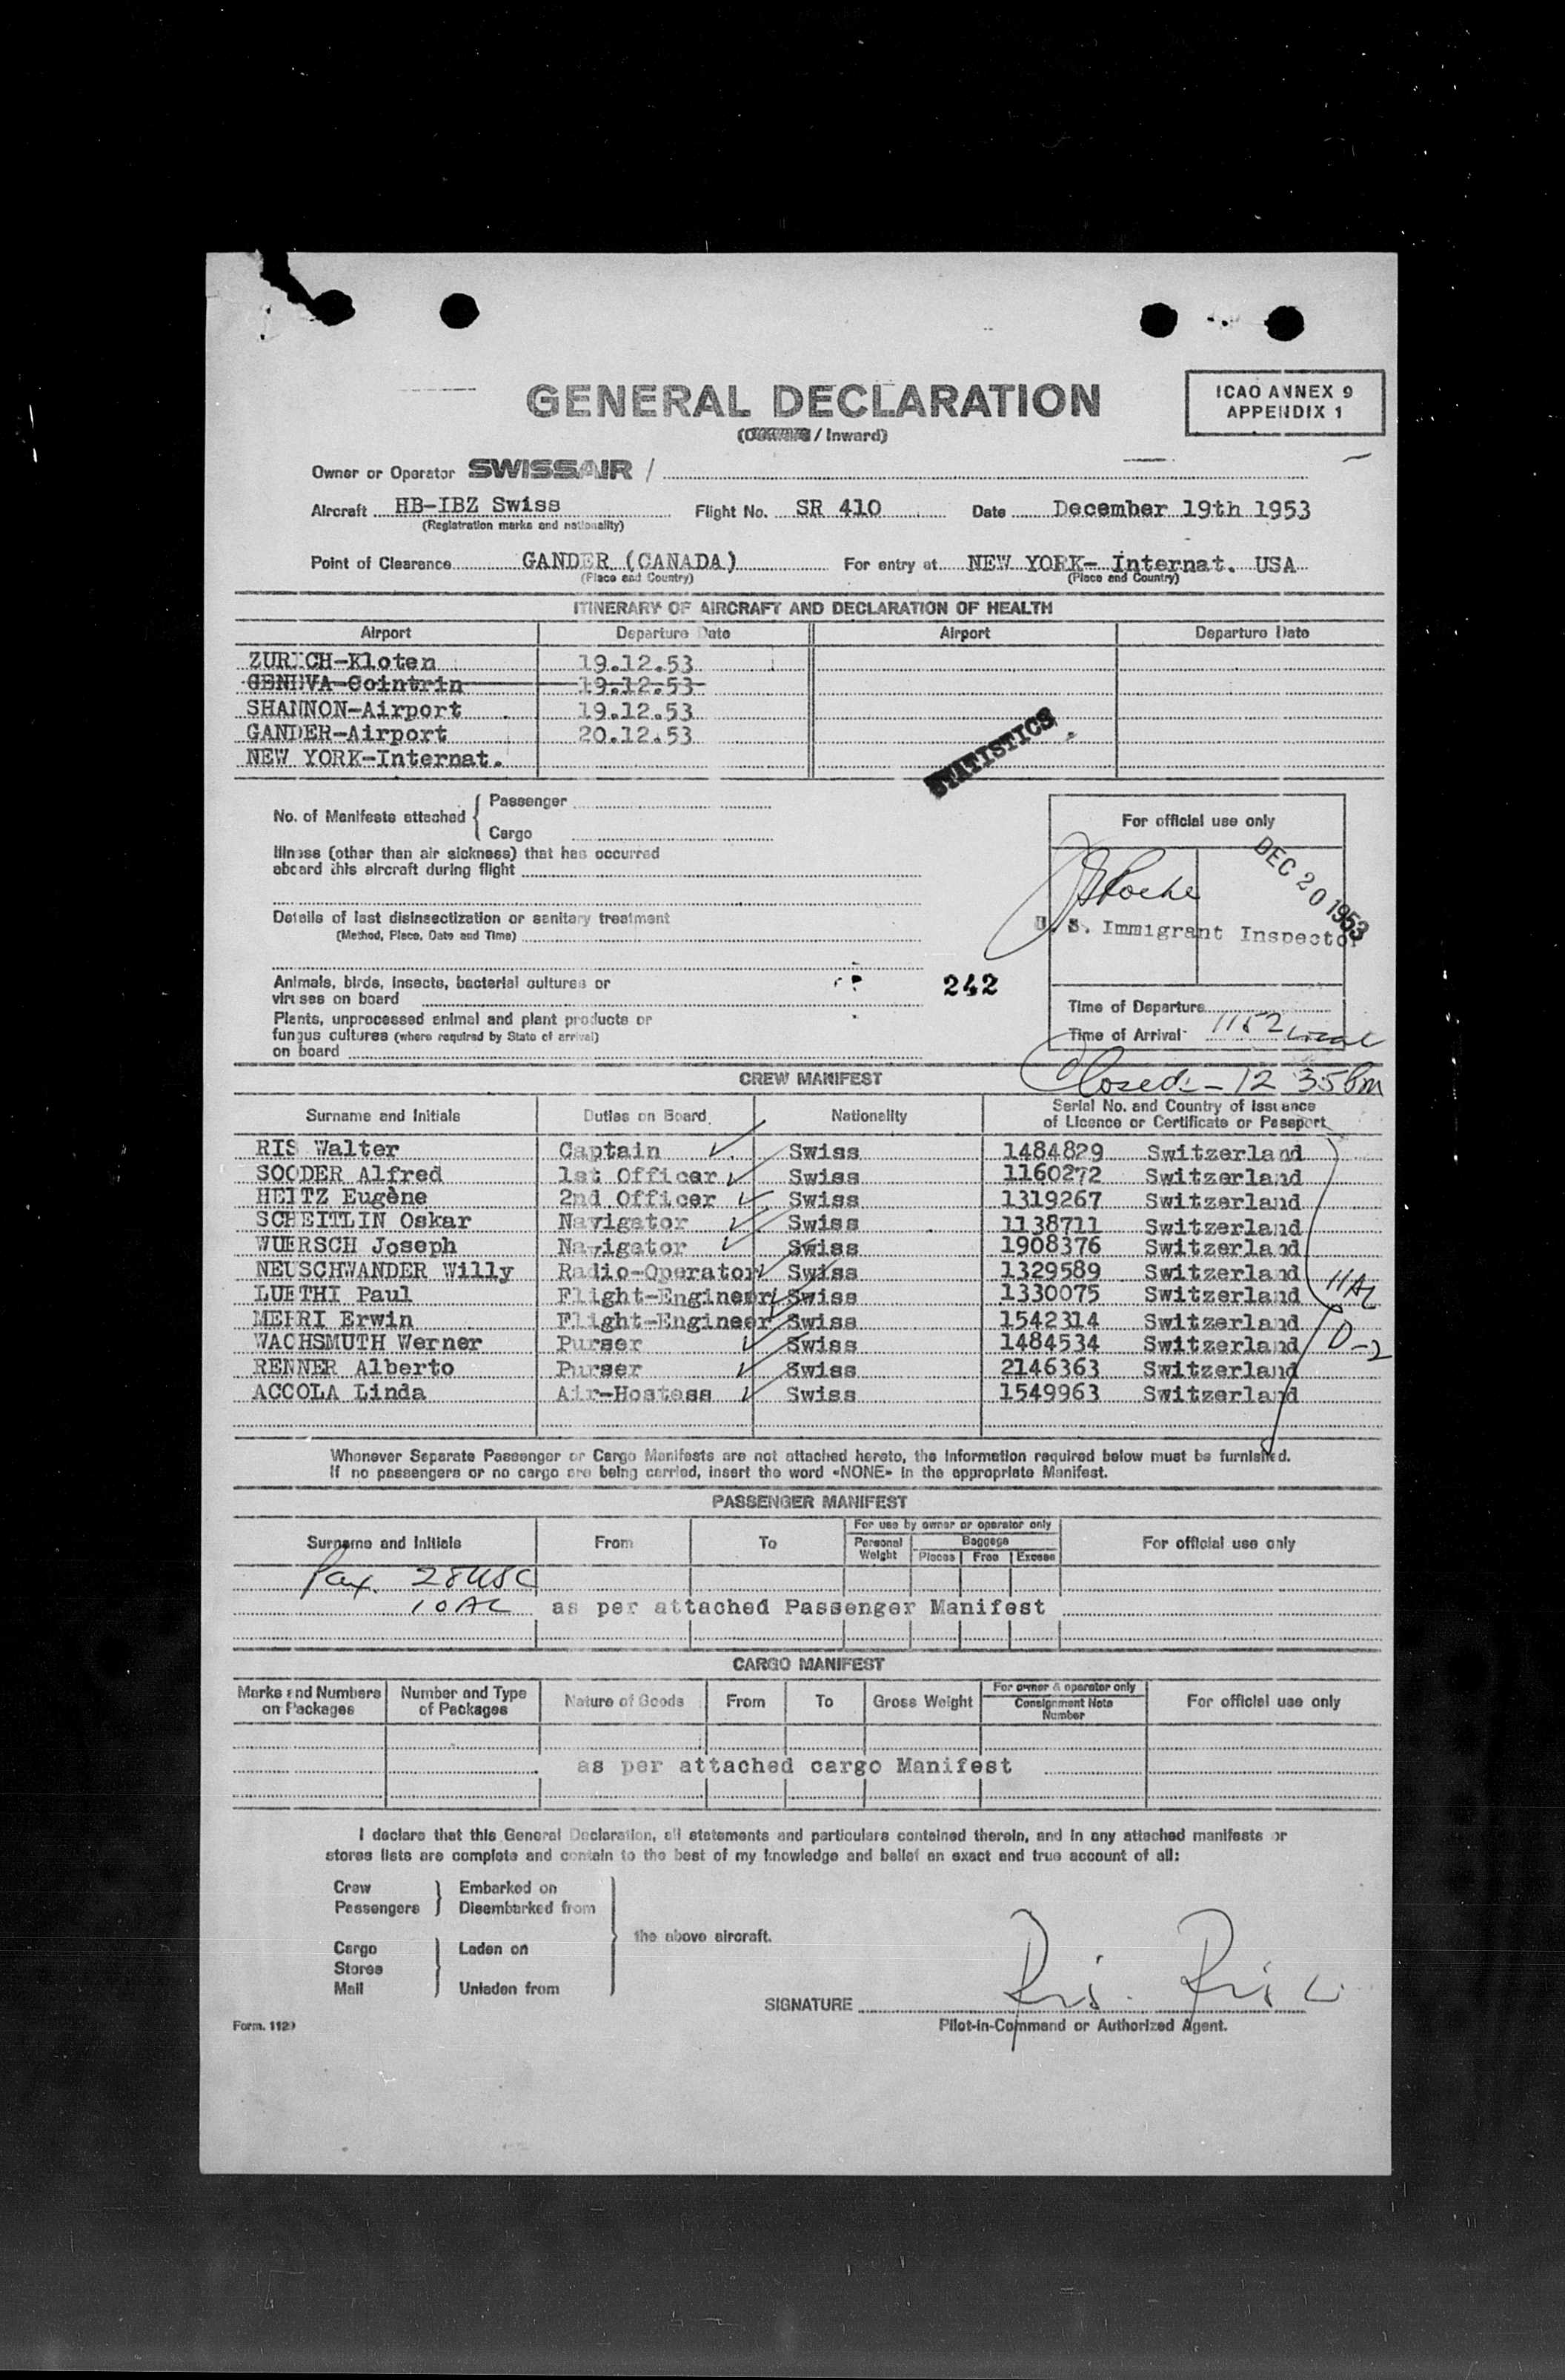 GENERAL DECLARATION
ICAO ANNEX 9
APPENDIX 1
(Outward / Inward)
Owner or Operator SWISSAIR /
Aircraft HB-IBZ Swiss Flight No. SR 410 Date December 19th 1953
(Registration marks and nationality)
Point of Clearance GANDER (CANADA) For entry at NEW YORK- Internat. USA
(Place and Country) (Place and Country)
ITINERARY OF AIRCRAFT AND DECLARATION OF HEALTH
Airport Departure Date Airport Departure Date
ZURICH-Kloten 19.12.53
GENEVA-Cointrin 19.12.53
SHANNON-Airport 19.12.53
GANDER-Airport 20.12.53
NEW YORK-Internat.
STATISTICS
No. of Manifests attached { Passenger
Cargo
For official use only
Illness (other than air sickness) that has occurred
aboard this aircraft during flight
DEC 20 1953
Details of last disinsectization or sanitary treatment
(Method, Place, Date and Time)
U. S. Immigrant Inspector
Animals, birds, insects, bacterial cultures or
viruses on board
242
Plants, unprocessed animal and plant products or
fungus cultures (where required by State of arrival)
on board
Time of Departure
Time of Arrival 1152 local
Closed:- 12 35 Pm
CREW MANIFEST
Surname and Initials Duties on Board Nationality Serial No. and Country of Issuance
of Licence or Certificate or Passport
RIS Walter Captain Swiss 1484829 Switzerland
SOODER Alfred 1st Officer Swiss 1160272 Switzerland
HEITZ Eugène 2nd Officer Swiss 1319267 Switzerland
SCHEITLIN Oskar Navigator Swiss 1138711 Switzerland
WUERSCH Joseph Navigator Swiss 1908376 Switzerland
NEUSCHWANDER Willy Radio-Operator Swiss 1329589 Switzerland
LUETHI Paul Flight-Engineer Swiss 1330075 Switzerland 11AL
MEHRI Erwin Flight-Engineer Swiss 1542314 Switzerland
WACHSMUTH Werner Purser Swiss 1484534 Switzerland D-2
RENNER Alberto Purser Swiss 2146363 Switzerland
ACCOLA Linda Air-Hostess Swiss 1549963 Switzerland
Whenever Separate Passenger or Cargo Manifests are not attached hereto, the information required below must be furnished.
If no passengers or no cargo are being carried, insert the word «NONE» in the appropriate Manifest.
PASSENGER MANIFEST
Surname and Initials From To For use by owner or operator only For official use only
Personal Weight Baggage
Pieces Free Excess
Pax. 28 USC
10 AL as per attached Passenger Manifest
CARGO MANIFEST
Marks and Numbers on Packages Number and Type of Packages Nature of Goods From To Gross Weight For owner & operator only Consignment Note Number For official use only
as per attached cargo Manifest
I declare that this General Declaration, all statements and particulars contained therein, and in any attached manifests or
stores lists are complete and contain to the best of my knowledge and belief an exact and true account of all:
Crew } Embarked on
Passengers } Disembarked from
the above aircraft.
Cargo } Laden on
Stores
Mail } Unladen from
SIGNATURE Ris.
Form. 1129
Pilot-in-Command or Authorized Agent.